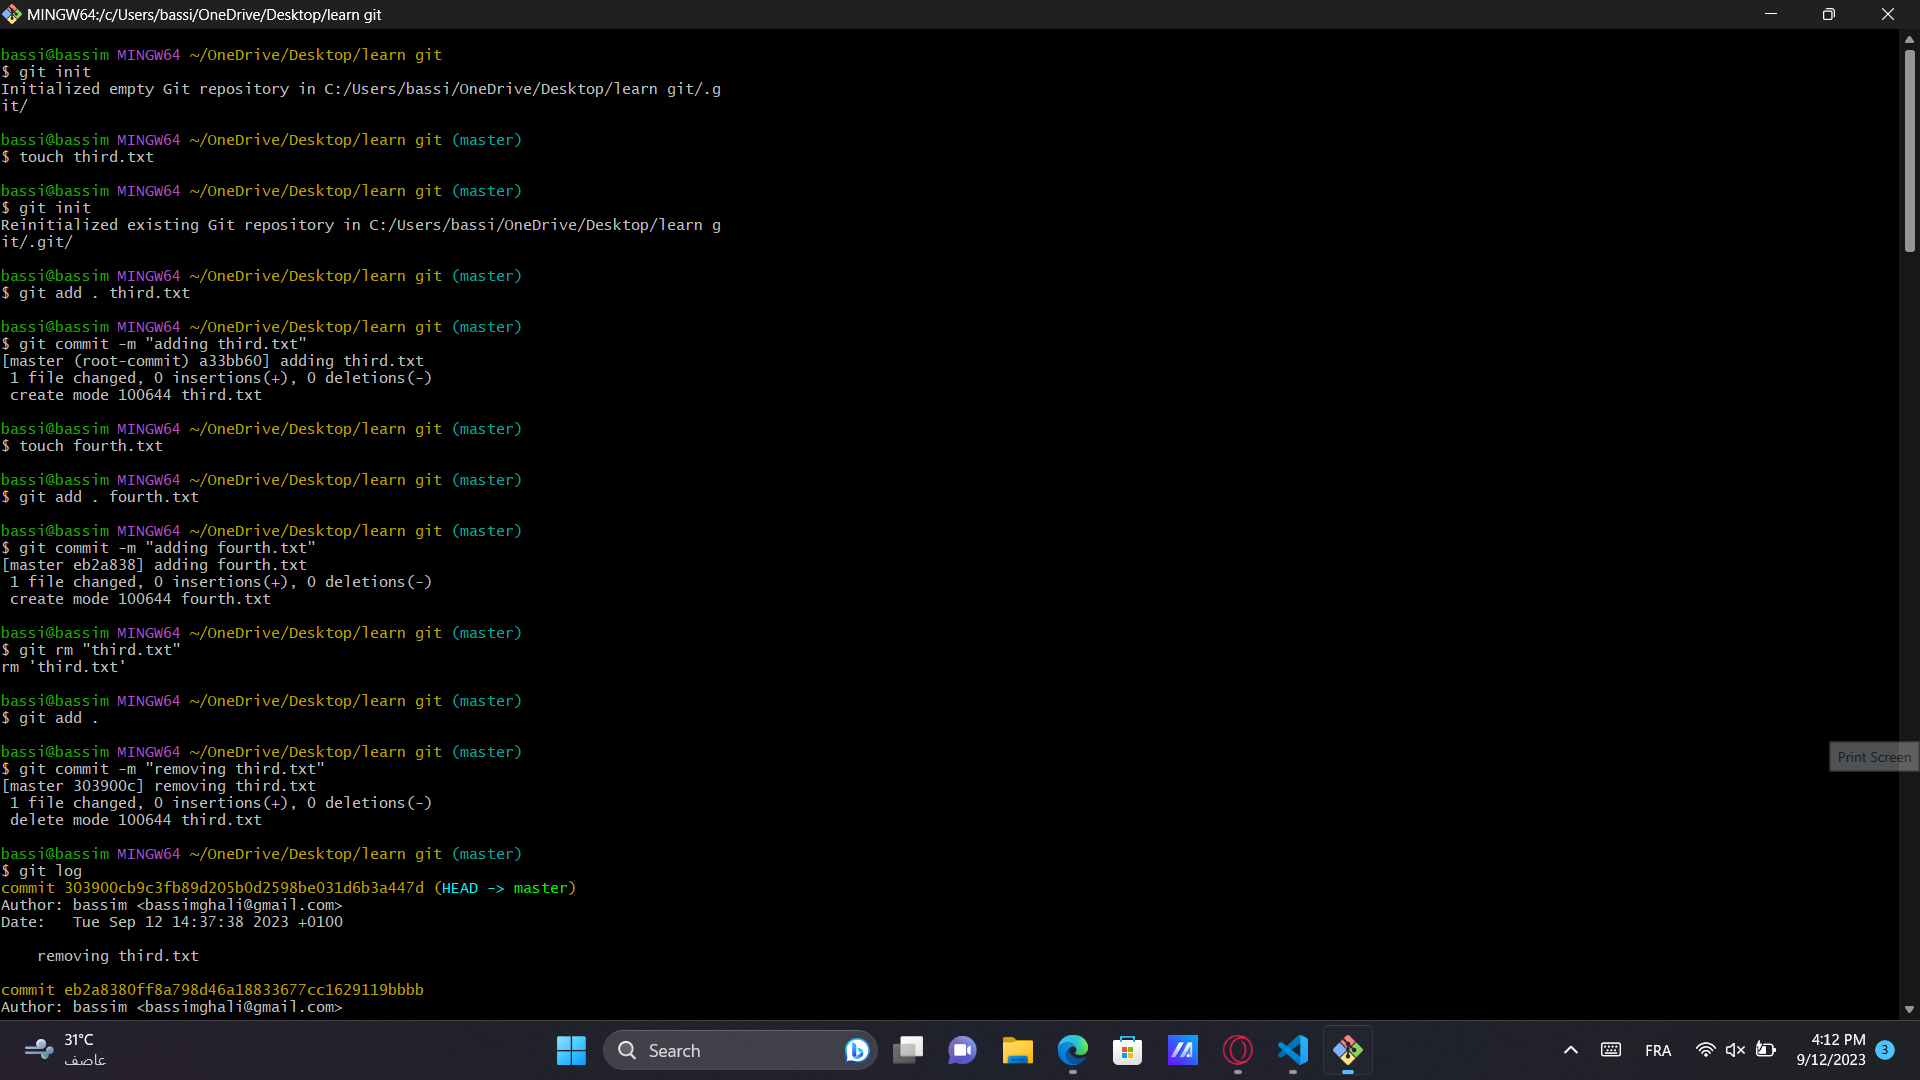 MINGW64:/c/Users/bassi/OneDrive/Desktop/learn git
bassi@bassim MINGW64 ~/OneDrive/Desktop/learn git
$ git init
Initialized empty Git repository in C:/Users/bassi/OneDrive/Desktop/learn git/.g
it/
bassi@bassim MINGW64 ~/OneDrive/Desktop/learn git (master)
$ touch third.txt
bassi@bassim MINGW64 ~/OneDrive/Desktop/learn git (master)
$ git init
Reinitialized existing Git repository in C:/Users/bassi/OneDrive/Desktop/learn g
it/.git/
bassi@bassim MINGW64 ~/OneDrive/Desktop/learn git (master)
$ git add . third.txt
bassi@bassim MINGW64 ~/OneDrive/Desktop/learn git (master)
$ git commit -m "adding third.txt"
[master (root-commit) a33bb60] adding third.txt
 1 file changed, 0 insertions(+), 0 deletions(-)
 create mode 100644 third.txt
bassi@bassim MINGW64 ~/OneDrive/Desktop/learn git (master)
$ touch fourth.txt
bassi@bassim MINGW64 ~/OneDrive/Desktop/learn git (master)
$ git add . fourth.txt
bassi@bassim MINGW64 ~/OneDrive/Desktop/learn git (master)
$ git commit -m "adding fourth.txt"
[master eb2a838] adding fourth.txt
 1 file changed, 0 insertions(+), 0 deletions(-)
 create mode 100644 fourth.txt
bassi@bassim MINGW64 ~/OneDrive/Desktop/learn git (master)
$ git rm "third.txt"
rm 'third.txt'
bassi@bassim MINGW64 ~/OneDrive/Desktop/learn git (master)
$ git add .
bassi@bassim MINGW64 ~/OneDrive/Desktop/learn git (master)
$ git commit -m "removing third.txt"
[master 303900c] removing third.txt
 1 file changed, 0 insertions(+), 0 deletions(-)
 delete mode 100644 third.txt
Print Screen
bassi@bassim MINGW64 ~/OneDrive/Desktop/learn git (master)
$ git log
commit 303900cb9c3fb89d205b0d2598be031d6b3a447d (HEAD -> master)
Author: bassim <bassimghali@gmail.com>
Date:   Tue Sep 12 14:37:38 2023 +0100
    removing third.txt
commit eb2a8380ff8a798d46a18833677cc1629119bbbb
Author: bassim <bassimghali@gmail.com>
31°C
عاصف
Search
FRA
4:12 PM
9/12/2023
3